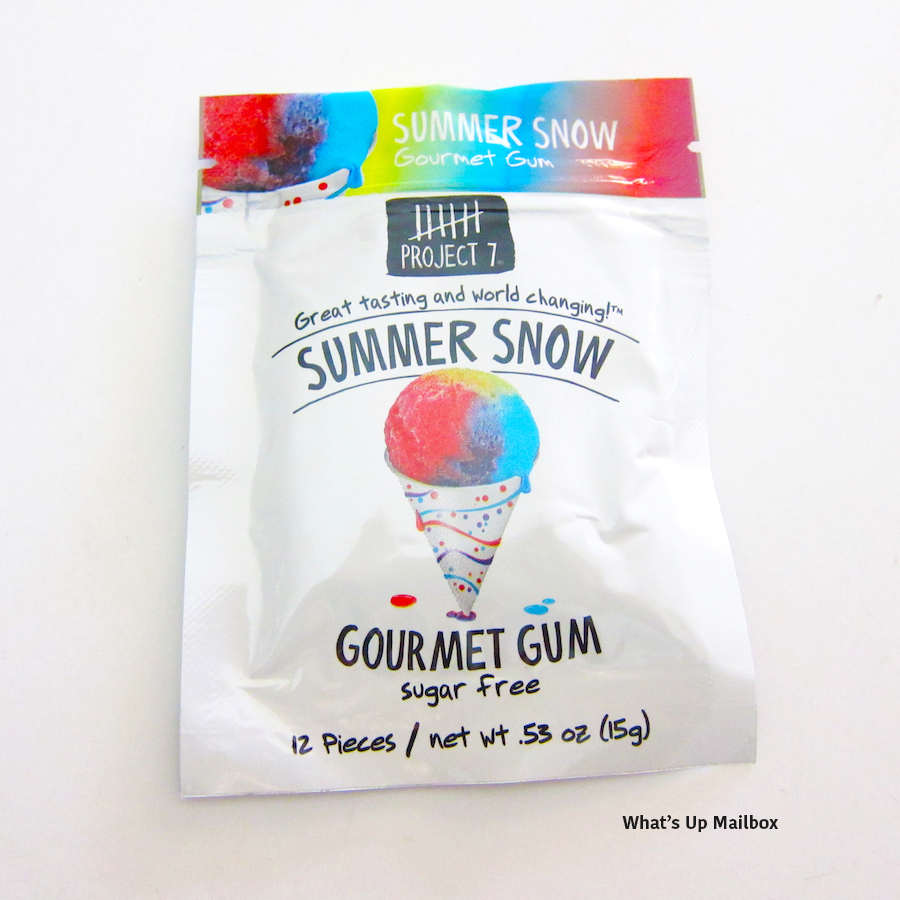 SUMMER SNOW
Gourmet Gum
PROJECT 7
Great tasting and world changing!™
SUMMER SNOW
GOURMET GUM
sugar free
12 Pieces / net wt .53 oz (15g)
What's Up Mailbox